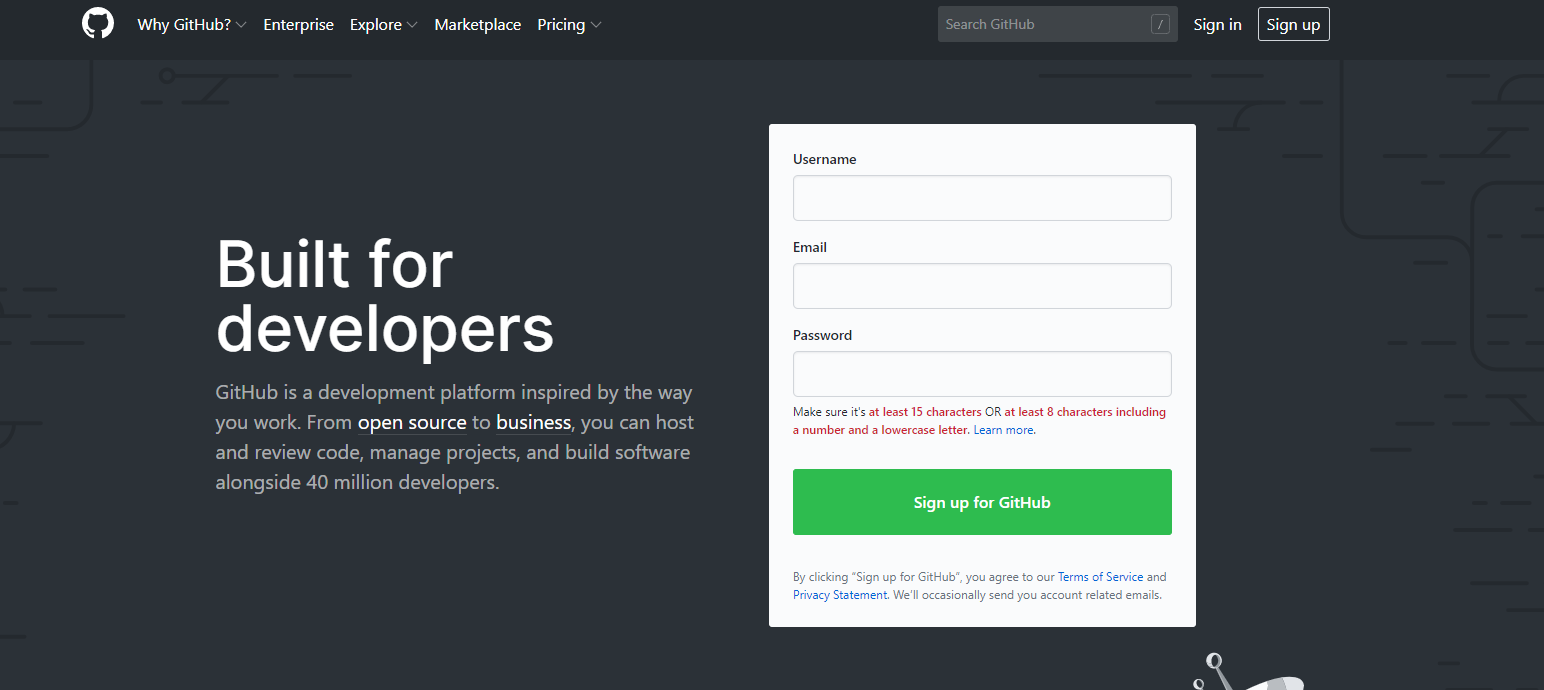 Why GitHub? Enterprise Explore Marketplace Pricing Search GitHub / Sign in Sign up
Built for
developers
GitHub is a development platform inspired by the way
you work. From open source to business, you can host
and review code, manage projects, and build software
alongside 40 million developers.
Username
Email
Password
Make sure it's at least 15 characters OR at least 8 characters including
a number and a lowercase letter. Learn more.
Sign up for GitHub
By clicking “Sign up for GitHub”, you agree to our Terms of Service and
Privacy Statement. We’ll occasionally send you account related emails.